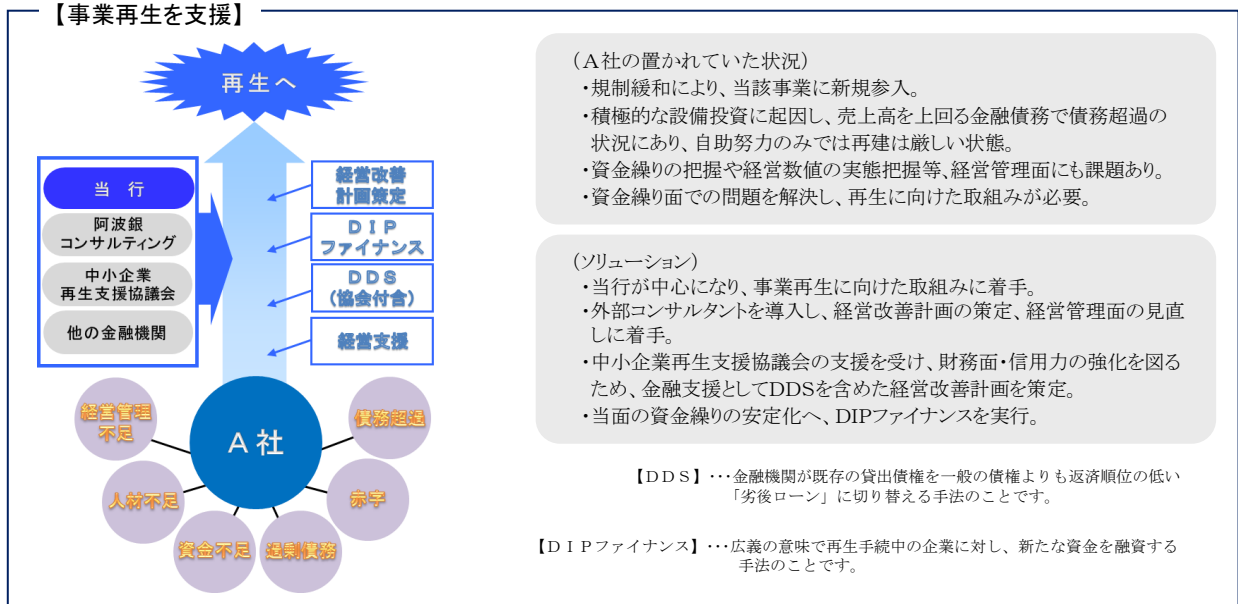 【事業再生を支援】
再生へ
当 行
阿波銀
コンサルティング
中小企業
再生支援協議会
他の金融機関
経営改善
計画策定
DIP
ファイナンス
DDS
(協会付含)
経営支援
A社
経営管理
不足
人材不足
資金不足
過剰債務
赤字
債務超過
(A社の置かれていた状況)
・規制緩和により、当該事業に新規参入。
・積極的な設備投資に起因し、売上高を上回る金融債務で債務超過の
状況にあり、自助努力のみでは再建は厳しい状態。
・資金繰りの把握や経営数値の実態把握等、経営管理面にも課題あり。
・資金繰り面での問題を解決し、再生に向けた取組みが必要。
(ソリューション)
・当行が中心になり、事業再生に向けた取組みに着手。
・外部コンサルタントを導入し、経営改善計画の策定、経営管理面の見直
しに着手。
・中小企業再生支援協議会の支援を受け、財務面・信用力の強化を図る
ため、金融支援としてDDSを含めた経営改善計画を策定。
・当面の資金繰りの安定化へ、DIPファイナンスを実行。
【DDS】・・・金融機関が既存の貸出債権を一般の債権よりも返済順位の低い
「劣後ローン」に切り替える手法のことです。
【DIPファイナンス】・・・広義の意味で再生手続中の企業に対し、新たな資金を融資する
手法のことです。